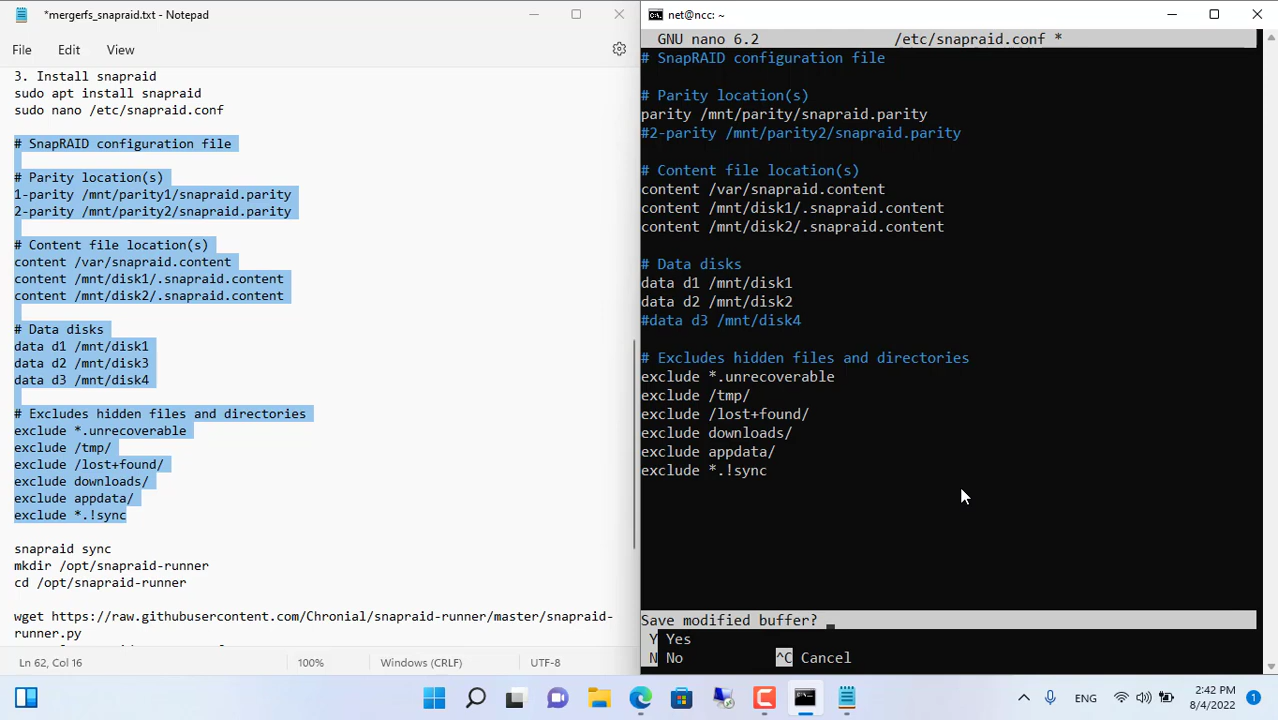 *mergerfs_snapraid.txt - Notepad
File Edit View
3. Install snapraid
sudo apt install snapraid
sudo nano /etc/snapraid.conf
# SnapRAID configuration file
# Parity location(s)
1-parity /mnt/parity1/snapraid.parity
2-parity /mnt/parity2/snapraid.parity
# Content file location(s)
content /var/snapraid.content
content /mnt/disk1/.snapraid.content
content /mnt/disk2/.snapraid.content
# Data disks
data d1 /mnt/disk1
data d2 /mnt/disk3
data d3 /mnt/disk4
# Excludes hidden files and directories
exclude *.unrecoverable
exclude /tmp/
exclude /lost+found/
exclude downloads/
exclude appdata/
exclude *.!sync
snapraid sync
mkdir /opt/snapraid-runner
cd /opt/snapraid-runner
wget https://raw.githubusercontent.com/Chronial/snapraid-runner/master/snapraid-
runner.py
Ln 62, Col 16 100% Windows (CRLF) UTF-8
net@ncc: ~
GNU nano 6.2 /etc/snapraid.conf *
# SnapRAID configuration file
# Parity location(s)
parity /mnt/parity/snapraid.parity
#2-parity /mnt/parity2/snapraid.parity
# Content file location(s)
content /var/snapraid.content
content /mnt/disk1/.snapraid.content
content /mnt/disk2/.snapraid.content
# Data disks
data d1 /mnt/disk1
data d2 /mnt/disk2
#data d3 /mnt/disk4
# Excludes hidden files and directories
exclude *.unrecoverable
exclude /tmp/
exclude /lost+found/
exclude downloads/
exclude appdata/
exclude *.!sync
Save modified buffer?
Y Yes
N No ^C Cancel
ENG 2:42 PM
8/4/2022 1